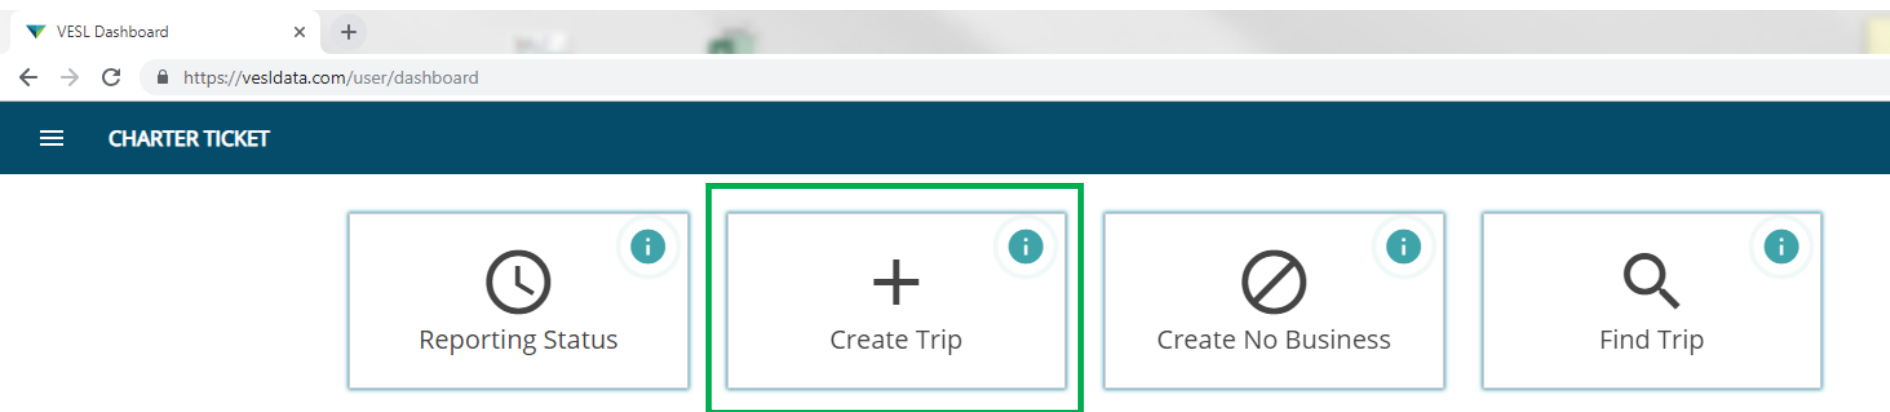 VESL Dashboard
https://vesldata.com/user/dashboard
CHARTER TICKET
Reporting Status
Create Trip
Create No Business
Find Trip